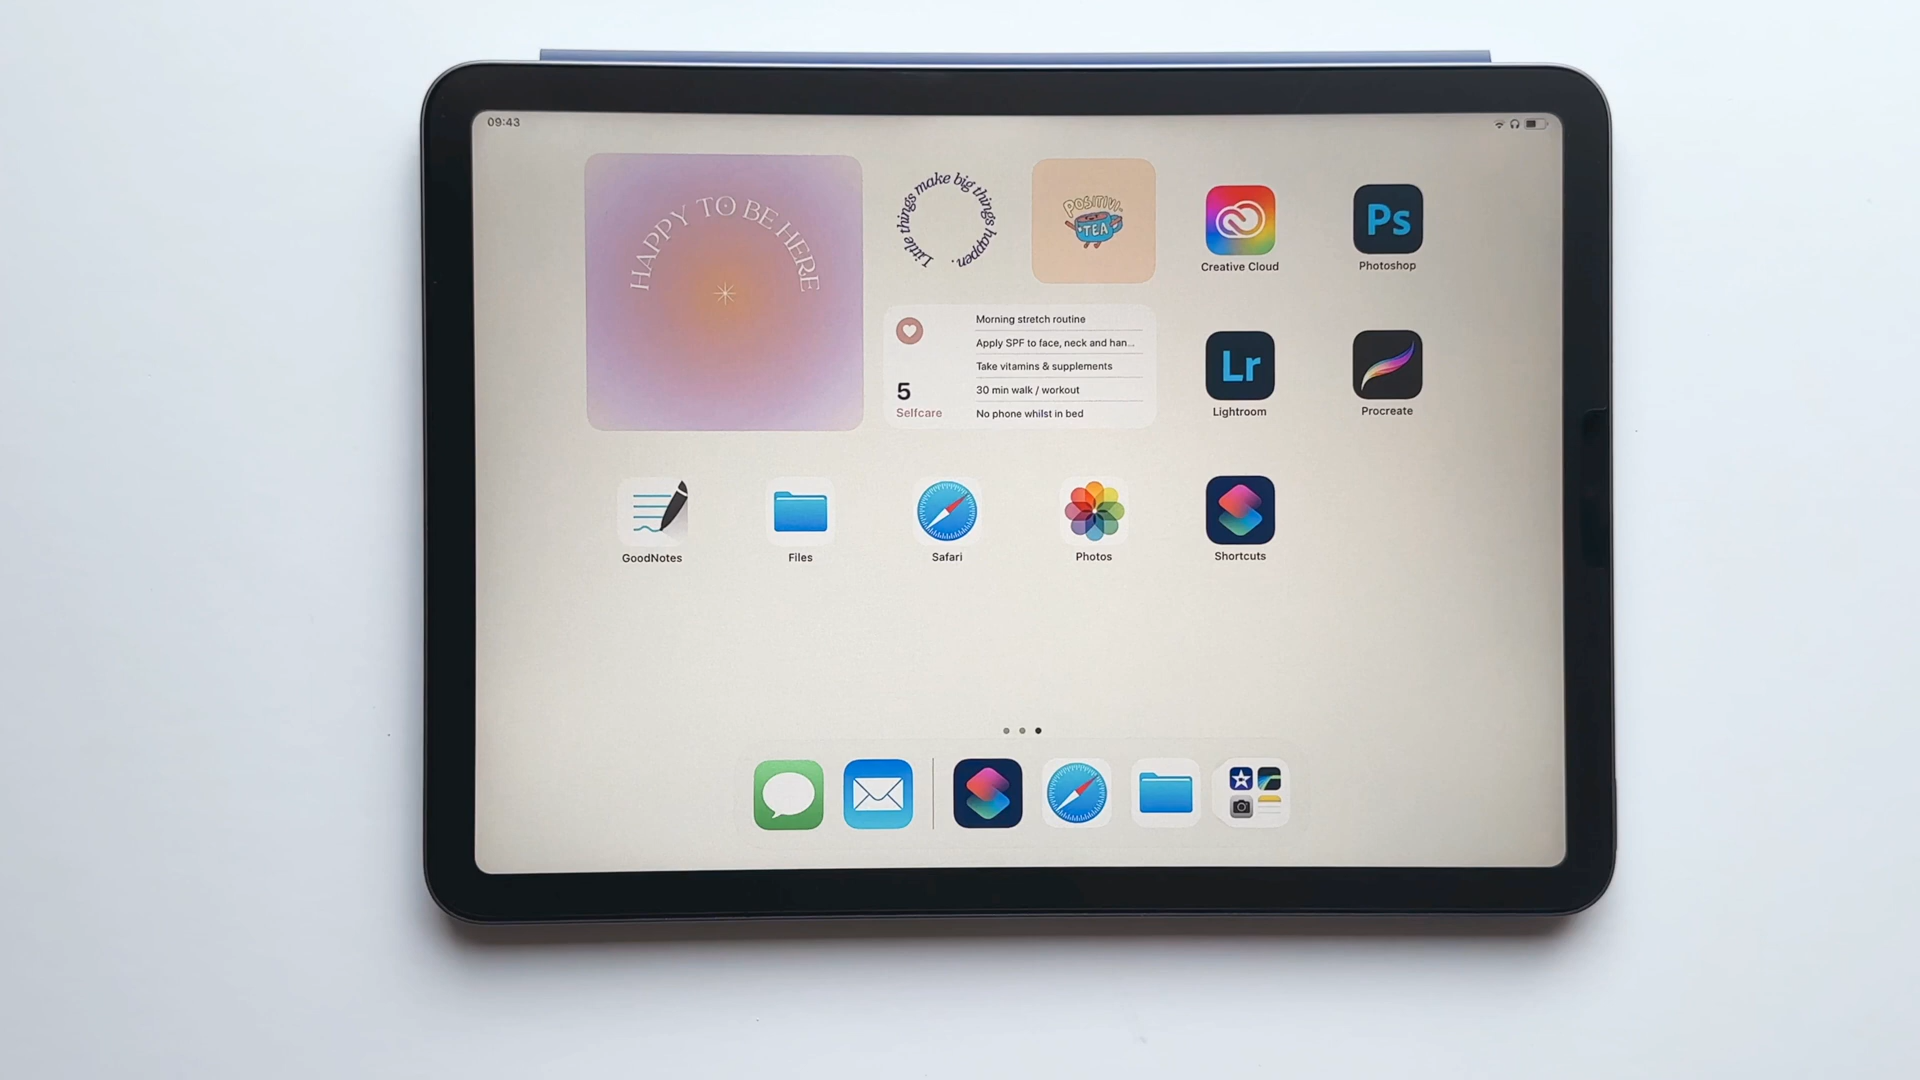 09:43
HAPPY TO BE HERE
Little things make big things happen.
POSITIVI-
TEA
Creative Cloud
Ps
Photoshop
Morning stretch routine
Apply SPF to face, neck and han...
Take vitamins & supplements
30 min walk / workout
No phone whilst in bed
5
Selfcare
Lr
Lightroom
Procreate
GoodNotes
Files
Safari
Photos
Shortcuts